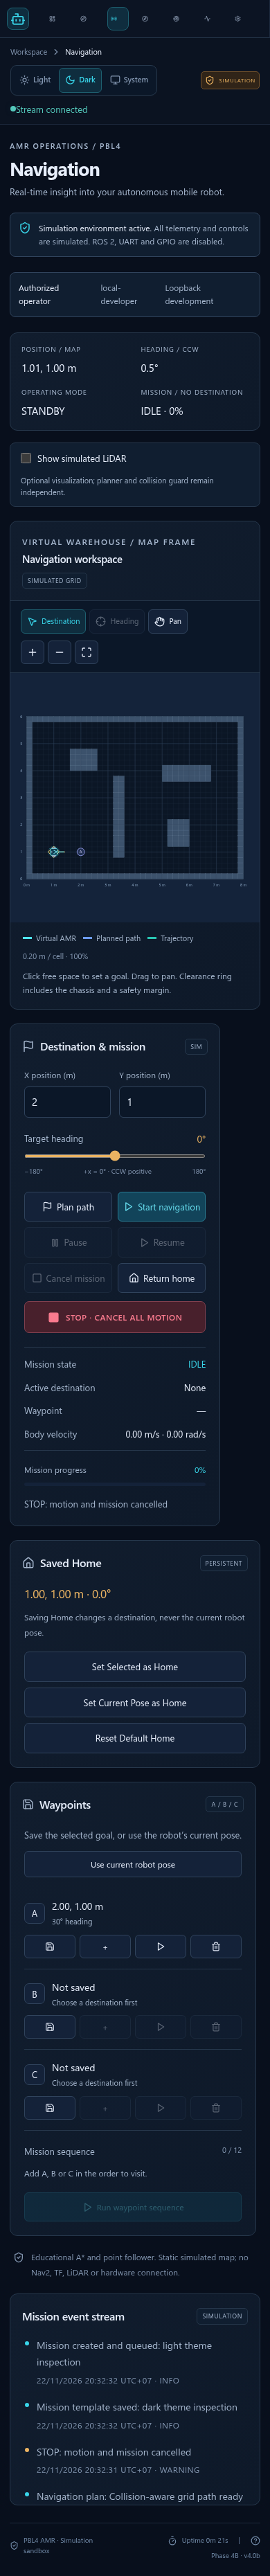 Workspace > Navigation
Light Dark System SIMULATION
Stream connected
AMR OPERATIONS / PBL4
Navigation
Real-time insight into your autonomous mobile robot.
Simulation environment active. All telemetry and controls
are simulated. ROS 2, UART and GPIO are disabled.
Authorized local- Loopback
operator developer development
POSITION / MAP HEADING / CCW
1.01, 1.00 m 0.5°
OPERATING MODE MISSION / NO DESTINATION
STANDBY IDLE · 0%
Show simulated LiDAR
Optional visualization; planner and collision guard remain
independent.
VIRTUAL WAREHOUSE / MAP FRAME
Navigation workspace
SIMULATED GRID
Destination Heading Pan
Virtual AMR Planned path Trajectory
0.20 m / cell · 100%
Click free space to set a goal. Drag to pan. Clearance ring
includes the chassis and a safety margin.
Destination & mission SIM
X position (m) Y position (m)
2 1
Target heading 0°
−180° +x = 0° · CCW positive 180°
Plan path Start navigation
Pause Resume
Cancel mission Return home
STOP · CANCEL ALL MOTION
Mission state IDLE
Active destination None
Waypoint —
Body velocity 0.00 m/s · 0.00 rad/s
Mission progress 0%
STOP: motion and mission cancelled
Saved Home PERSISTENT
1.00, 1.00 m · 0.0°
Saving Home changes a destination, never the current robot
pose.
Set Selected as Home
Set Current Pose as Home
Reset Default Home
Waypoints A / B / C
Save the selected goal, or use the robot's current pose.
Use current robot pose
A 2.00, 1.00 m
30° heading
+
B Not saved
Choose a destination first
+
C Not saved
Choose a destination first
+
Mission sequence 0 / 12
Add A, B or C in the order to visit.
Run waypoint sequence
Educational A* and point follower. Static simulated map; no
Nav2, TF, LiDAR or hardware connection.
Mission event stream SIMULATION
Mission created and queued: light theme
inspection
22/11/2026 20:32:32 UTC+07 · INFO
Mission template saved: dark theme inspection
22/11/2026 20:32:32 UTC+07 · INFO
STOP: motion and mission cancelled
22/11/2026 20:32:31 UTC+07 · WARNING
Navigation plan: Collision-aware grid path ready
PBL4 AMR · Simulation
sandbox
Uptime 0m 21s |
Phase 4B · v4.0b